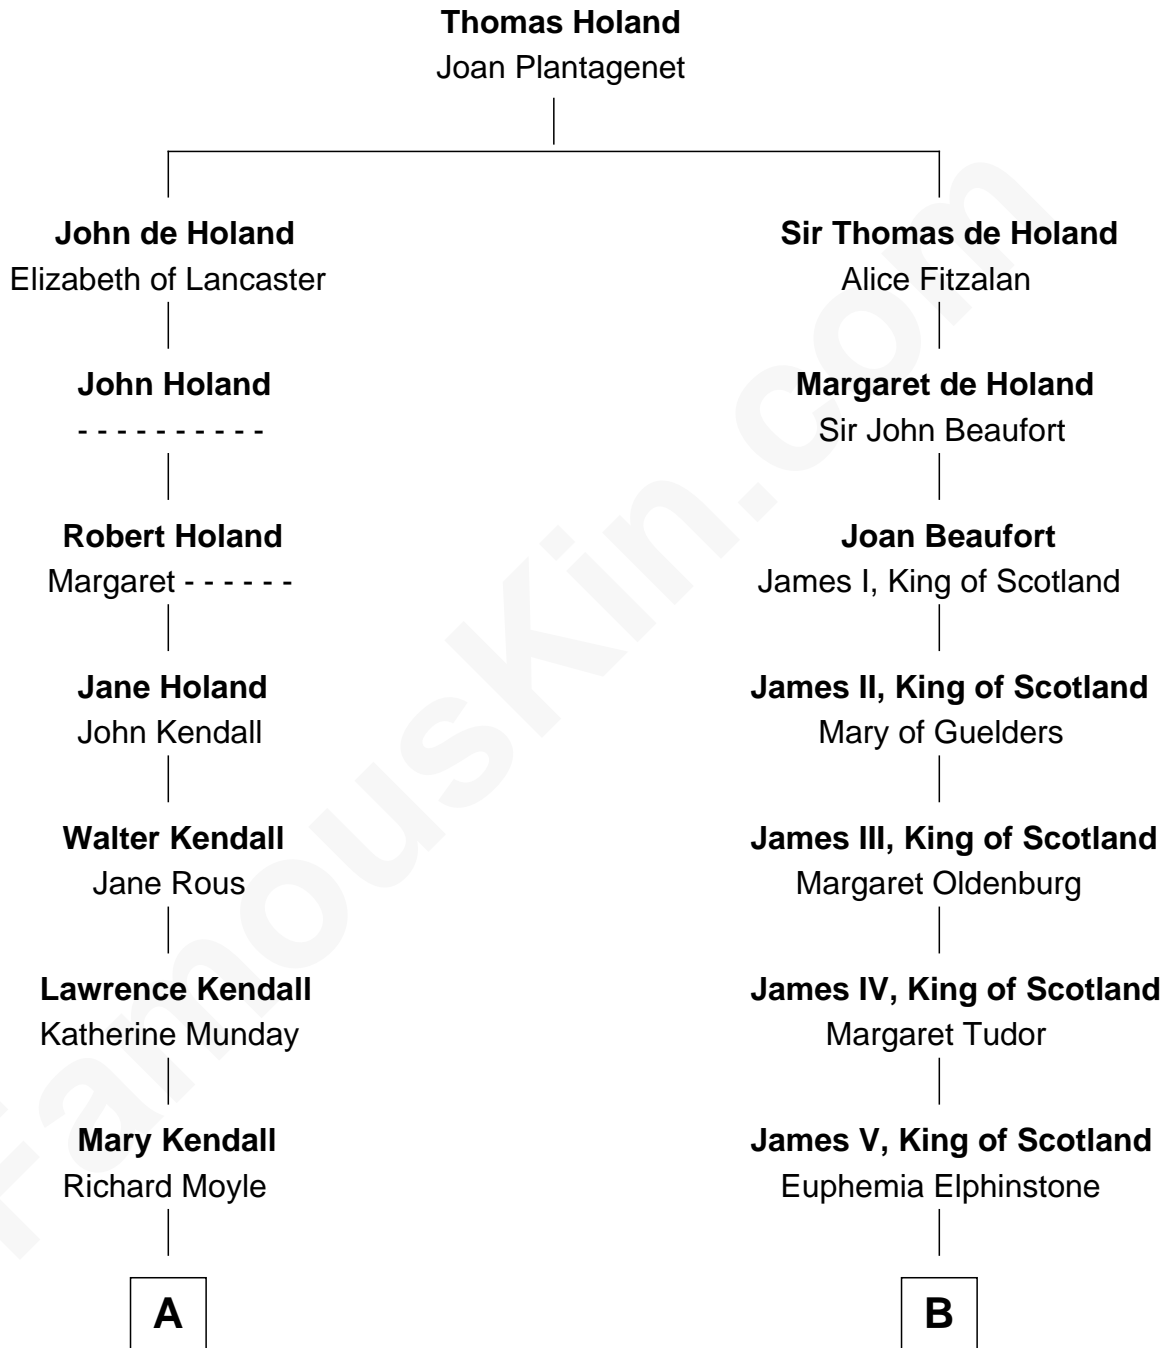 Thomas Holand
Joan Plantagenet
John de Holand
Elizabeth of Lancaster
John Holand
- - - - - - - - - -
Robert Holand
Margaret - - - - - -
Jane Holand
John Kendall
Walter Kendall
Jane Rous
Lawrence Kendall
Katherine Munday
Mary Kendall
Richard Moyle
A
Sir Thomas de Holand
Alice Fitzalan
Margaret de Holand
Sir John Beaufort
Joan Beaufort
James I, King of Scotland
James II, King of Scotland
Mary of Guelders
James III, King of Scotland
Margaret Oldenburg
James IV, King of Scotland
Margaret Tudor
James V, King of Scotland
Euphemia Elphinstone
B
FamousKin.com